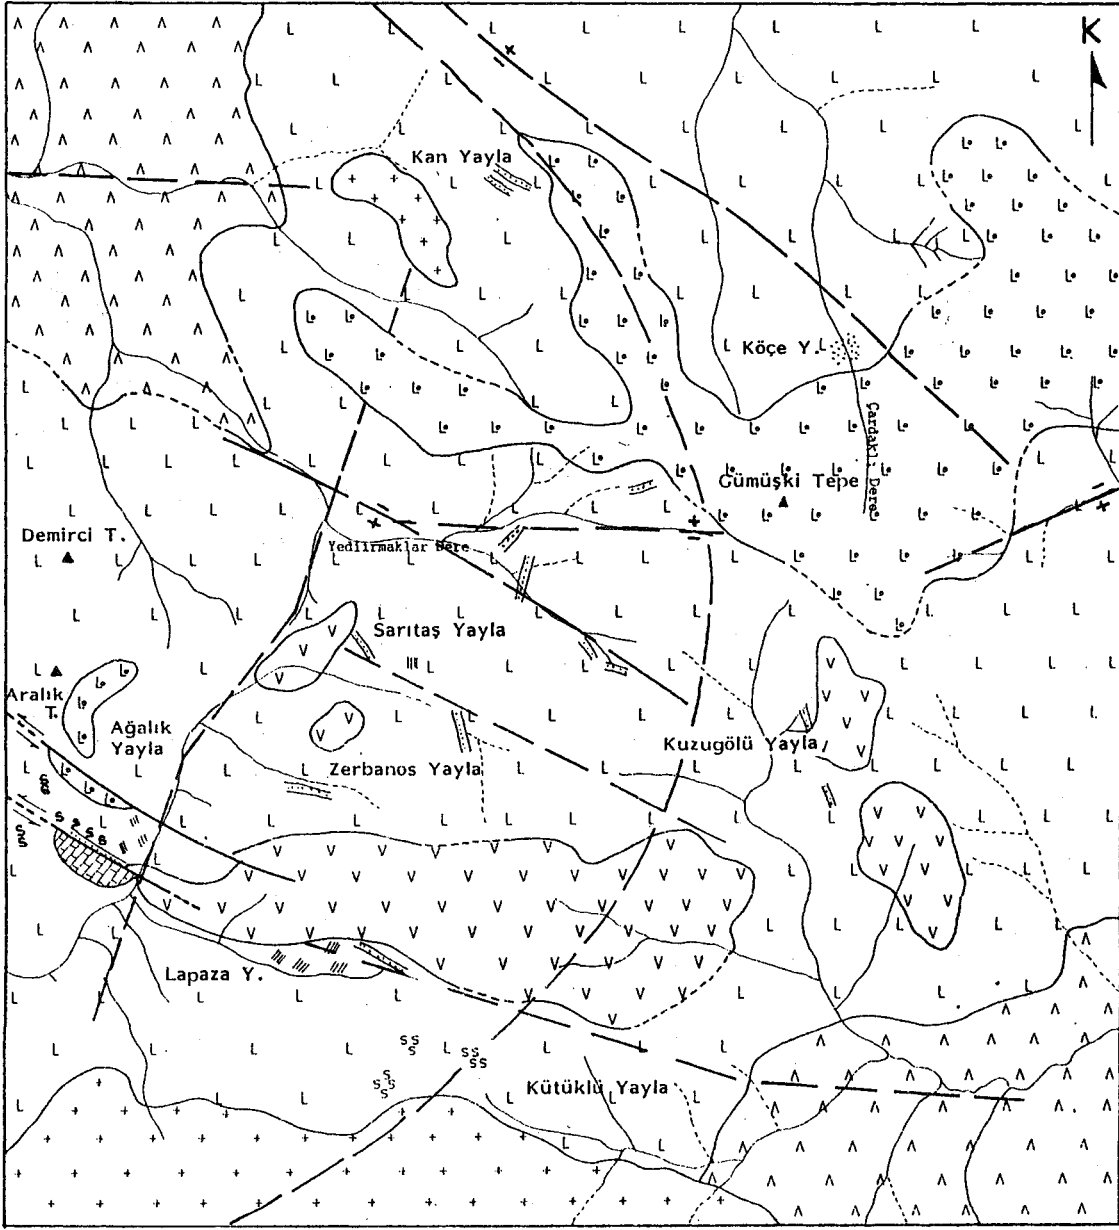 K
Kan Yayla
Köçe Y.
Çardaklı Dere
Gümüşki Tepe
Demirci T.
Yediırmaklar Dere
Sarıtaş Yayla
Aralık
T.
Ağalık
Yayla
Kuzugölü Yayla
Zerbanos Yayla
Lapaza Y.
Kütüklü Yayla